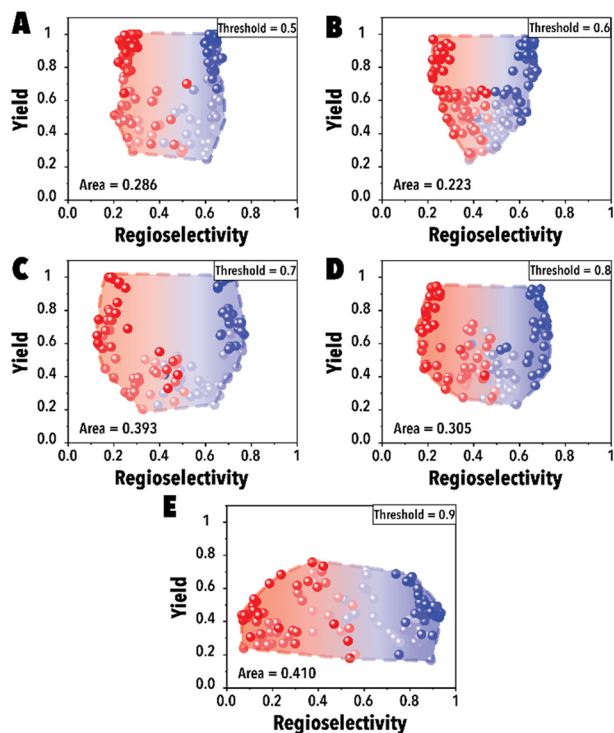 A
Threshold = 0.5
1
0.8
0.6
0.4
0.2
0.0
Yield
Area = 0.286
0.0 0.2 0.4 0.6 0.8 1
Regioselectivity
B
Threshold = 0.6
1
0.8
0.6
0.4
0.2
0.0
Yield
Area = 0.223
0.0 0.2 0.4 0.6 0.8 1
Regioselectivity
C
Threshold = 0.7
1
0.8
0.6
0.4
0.2
0.0
Yield
Area = 0.393
0.0 0.2 0.4 0.6 0.8 1
Regioselectivity
D
Threshold = 0.8
1
0.8
0.6
0.4
0.2
0.0
Yield
Area = 0.305
0.0 0.2 0.4 0.6 0.8 1
Regioselectivity
E
Threshold = 0.9
1
0.8
0.6
0.4
0.2
0.0
Yield
Area = 0.410
0.0 0.2 0.4 0.6 0.8 1
Regioselectivity